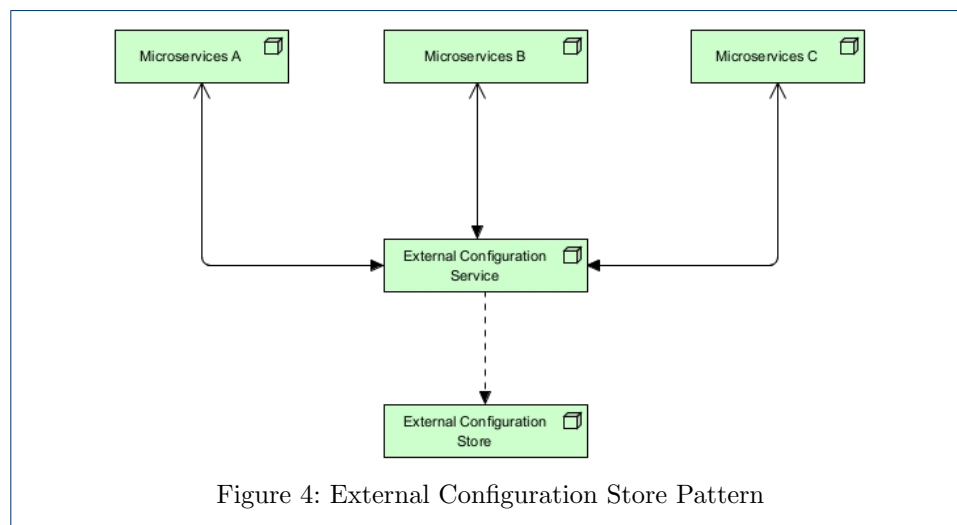 Microservices A
Microservices B
Microservices C
External Configuration
Service
External Configuration
Store
Figure 4: External Configuration Store Pattern